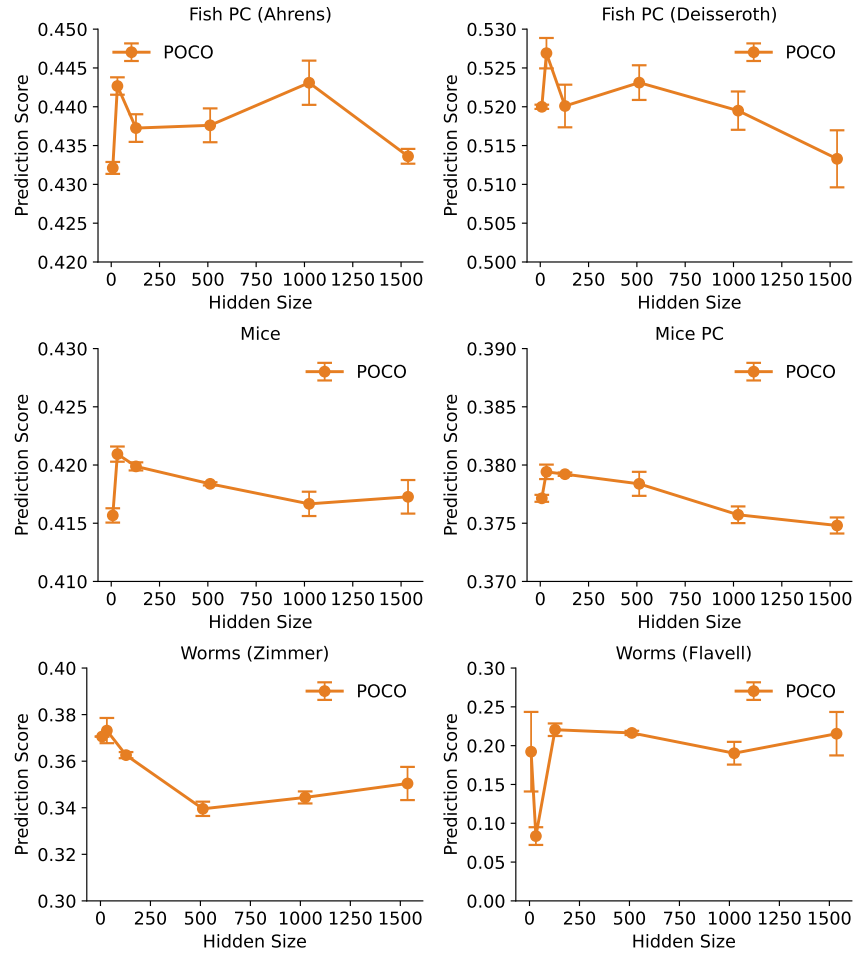 Fish PC (Ahrens)
0.450
0.445
0.440
0.435
0.430
0.425
0.420
Prediction Score
POCO
0 250 500 750 1000 1250 1500
Hidden Size
Fish PC (Deisseroth)
0.530
0.525
0.520
0.515
0.510
0.505
0.500
Prediction Score
POCO
0 250 500 750 1000 1250 1500
Hidden Size
Mice
0.430
0.425
0.420
0.415
0.410
Prediction Score
POCO
0 250 500 750 1000 1250 1500
Hidden Size
Mice PC
0.390
0.385
0.380
0.375
0.370
Prediction Score
POCO
0 250 500 750 1000 1250 1500
Hidden Size
Worms (Zimmer)
0.40
0.38
0.36
0.34
0.32
0.30
Prediction Score
POCO
0 250 500 750 1000 1250 1500
Hidden Size
Worms (Flavell)
0.30
0.25
0.20
0.15
0.10
0.05
0.00
Prediction Score
POCO
0 250 500 750 1000 1250 1500
Hidden Size